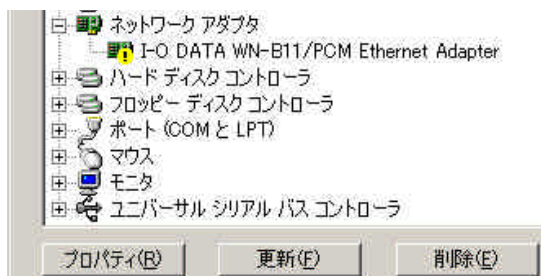 ネットワーク アダプタ
I-O DATA WN-B11/PCM Ethernet Adapter
ハード ディスク コントローラ
フロッピー ディスク コントローラ
ポート (COM と LPT)
マウス
モニタ
ユニバーサル シリアル バス コントローラ
プロパティ(R) 更新(F) 削除(E)